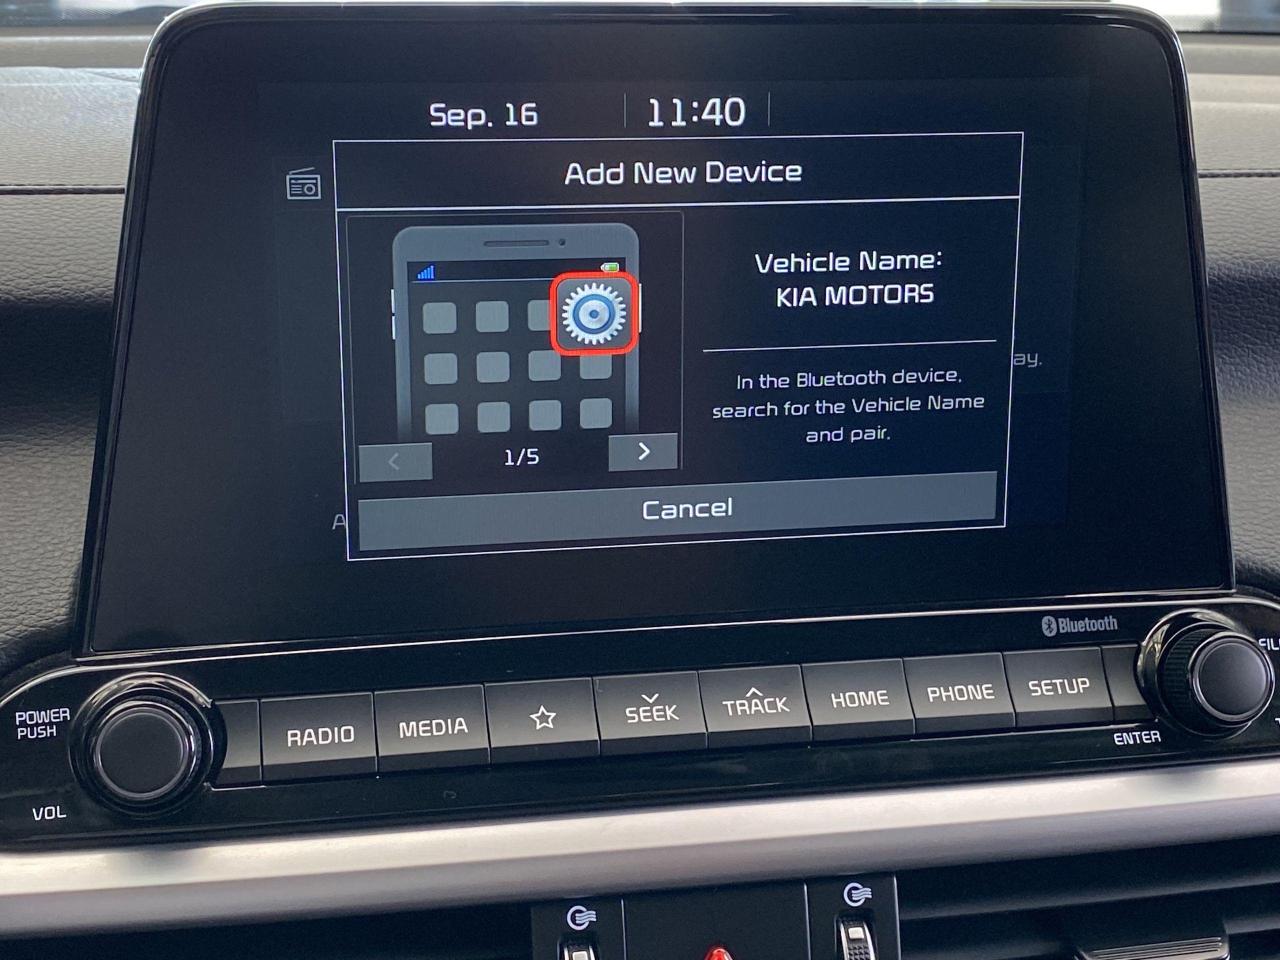 Sep. 16
11:40
Add New Device
Vehicle Name:
KIA MOTORS
In the Bluetooth device,
search for the Vehicle Name
and pair.
ay.
1/5
A
Cancel
Bluetooth
POWER
PUSH
VOL
RADIO
MEDIA
SEEK
TRACK
HOME
PHONE
SETUP
ENTER